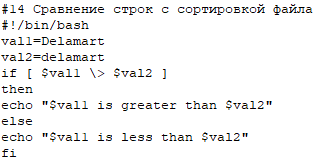 #14 Сравнение строк с сортировкой файла
#!/bin/bash
val1=Delamart
val2=delamart
if [ $val1 \> $val2 ]
then
echo "$val1 is greater than $val2"
else
echo "$val1 is less than $val2"
fi